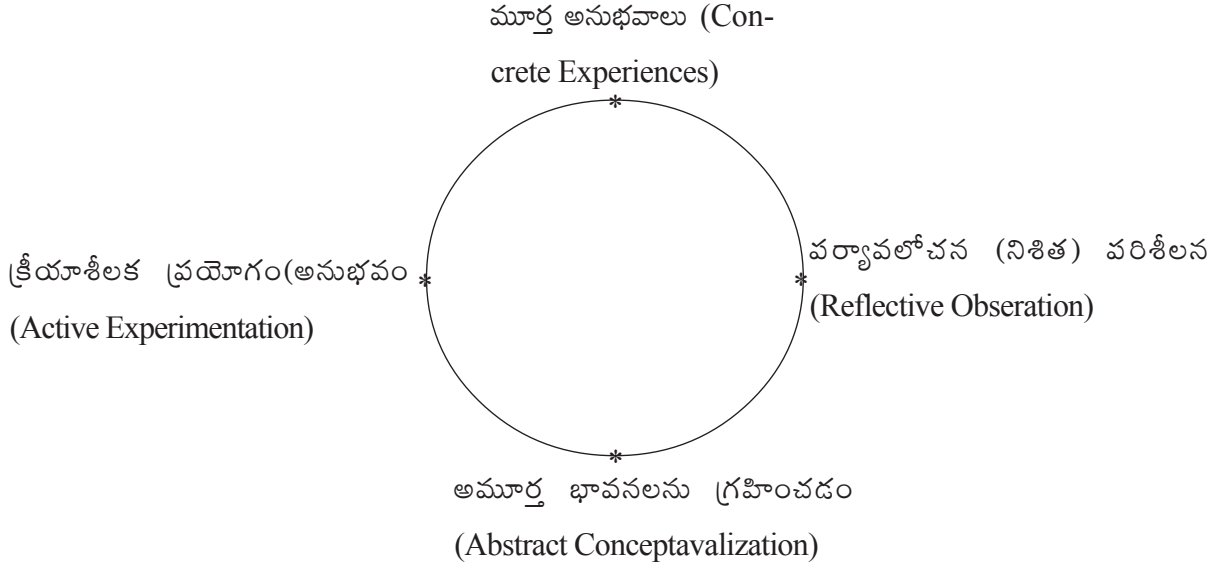 మూర్త అనుభవాలు (Con-
crete Experiences)
*
పర్యావలోచన (నిశిత) పరిశీలన
*
(Reflective Obseration)
క్రీయాశీలక ప్రయోగం(అనుభవం
*
(Active Experimentation)
*
అమూర్త భావనలను గ్రహించడం
(Abstract Conceptavalization)